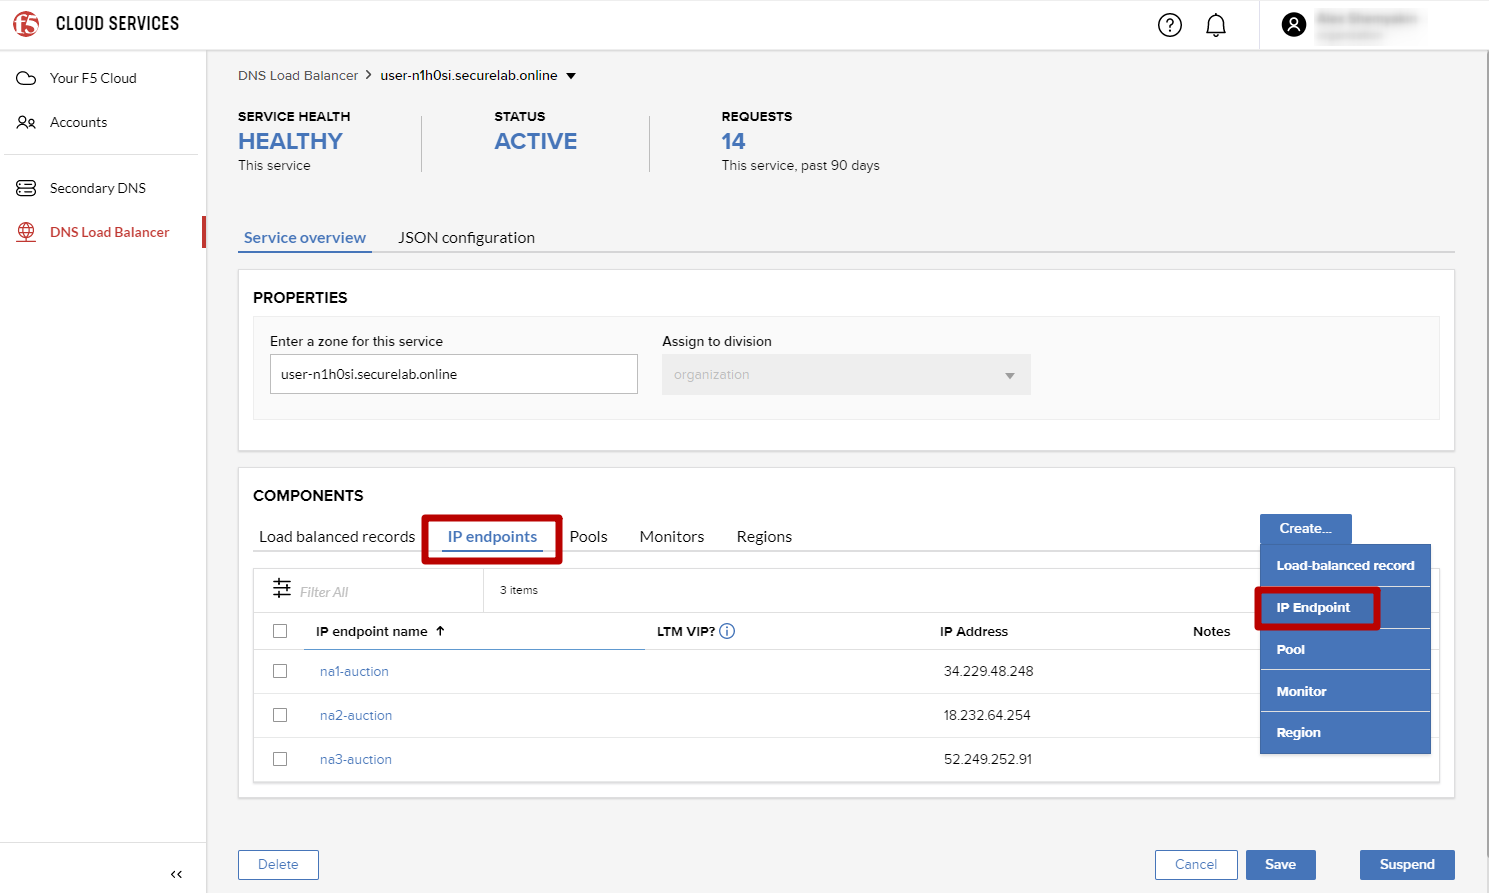 f5 CLOUD SERVICES
Your F5 Cloud
Accounts
Secondary DNS
DNS Load Balancer
DNS Load Balancer > user-n1h0si.securelab.online
SERVICE HEALTH
HEALTHY
This service
STATUS
ACTIVE
REQUESTS
14
This service, past 90 days
Service overview JSON configuration
PROPERTIES
Enter a zone for this service
user-n1h0si.securelab.online
Assign to division
organization
COMPONENTS
Load balanced records IP endpoints Pools Monitors Regions
Create...
Load-balanced record
IP Endpoint
Pool
Monitor
Region
Filter All 3 items
IP endpoint name ↑ LTM VIP? IP Address Notes
na1-auction 34.229.48.248
na2-auction 18.232.64.254
na3-auction 52.249.252.91
Delete Cancel Save Suspend